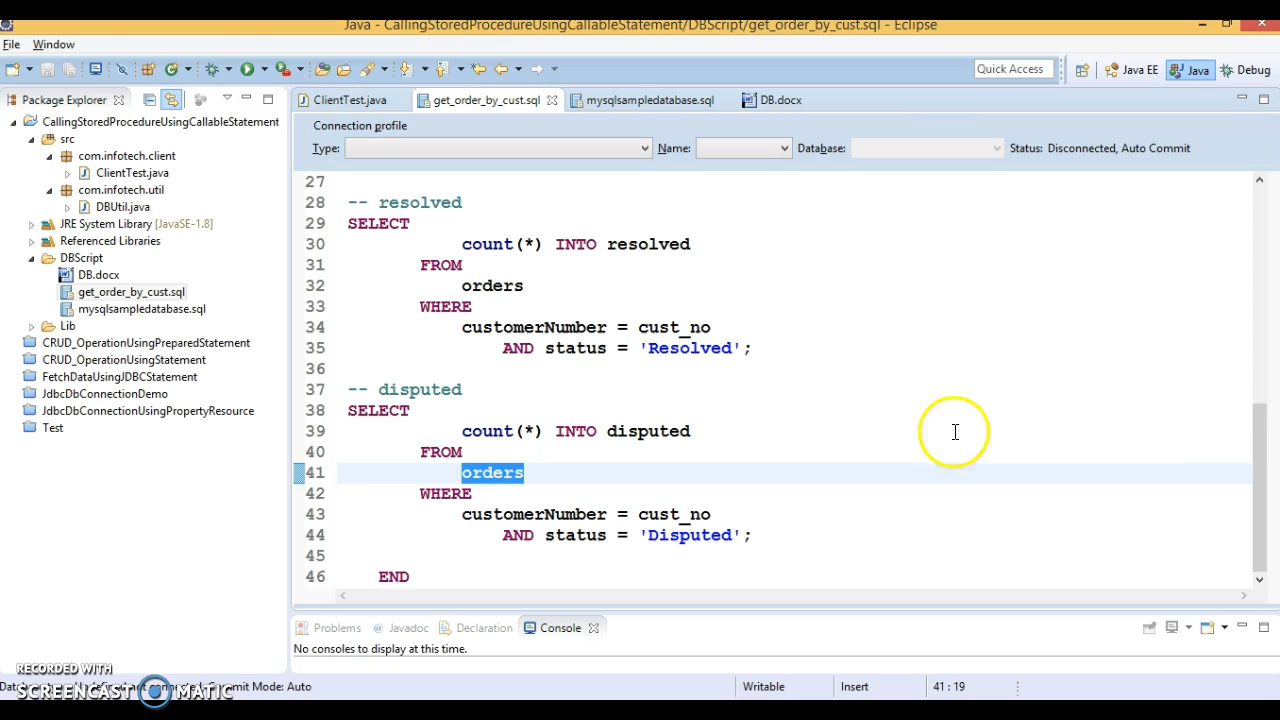 Java - CallingStoredProcedureUsingCallableStatement/DBScript/get_order_by_cust.sql - Eclipse
File Window
Quick Access Java EE Java Debug
Package Explorer
ClientTest.java get_order_by_cust.sql mysqlsampledatabase.sql DB.docx
CallingStoredProcedureUsingCallableStatement
src
com.infotech.client
ClientTest.java
com.infotech.util
DBUtil.java
JRE System Library [JavaSE-1.8]
Referenced Libraries
DBScript
DB.docx
get_order_by_cust.sql
mysqlsampledatabase.sql
Lib
CRUD_OperationUsingPreparedStatement
CRUD_OperationUsingStatement
FetchDataUsingJDBCStatement
JdbcDbConnectionDemo
JdbcDbConnectionUsingPropertyResource
Test
Connection profile
Type: Name: Database: Status: Disconnected, Auto Commit
27
28 -- resolved
29 SELECT
30 count(*) INTO resolved
31 FROM
32 orders
33 WHERE
34 customerNumber = cust_no
35 AND status = 'Resolved';
36
37 -- disputed
38 SELECT
39 count(*) INTO disputed
40 FROM
41 orders
42 WHERE
43 customerNumber = cust_no
44 AND status = 'Disputed';
45
46 END
Problems Javadoc Declaration Console
No consoles to display at this time.
RECORDED WITH
SCREENCAST MATIC
Commit Mode: Auto
Writable Insert 41 : 19